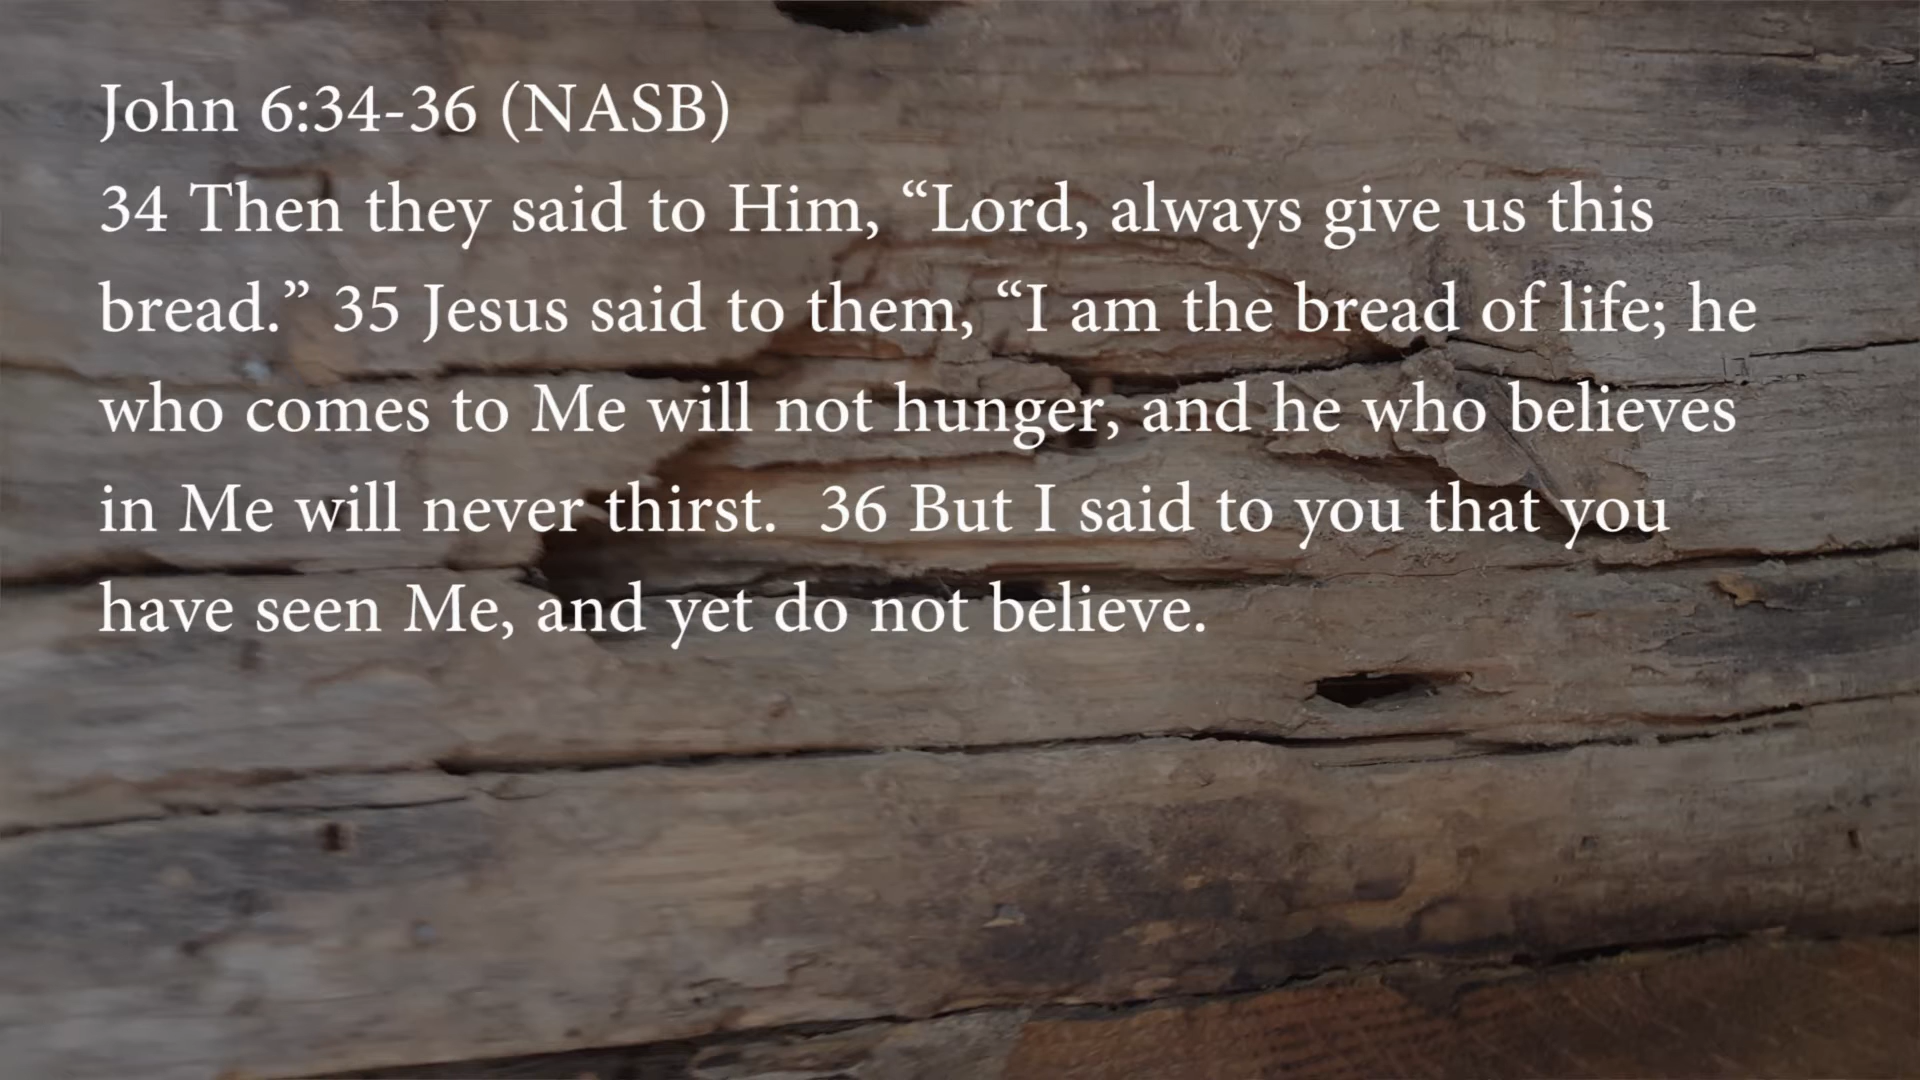 John 6:34-36 (NASB)
34 Then they said to Him, “Lord, always give us this
bread.” 35 Jesus said to them, “I am the bread of life; he
who comes to Me will not hunger, and he who believes
in Me will never thirst.  36 But I said to you that you
have seen Me, and yet do not believe.